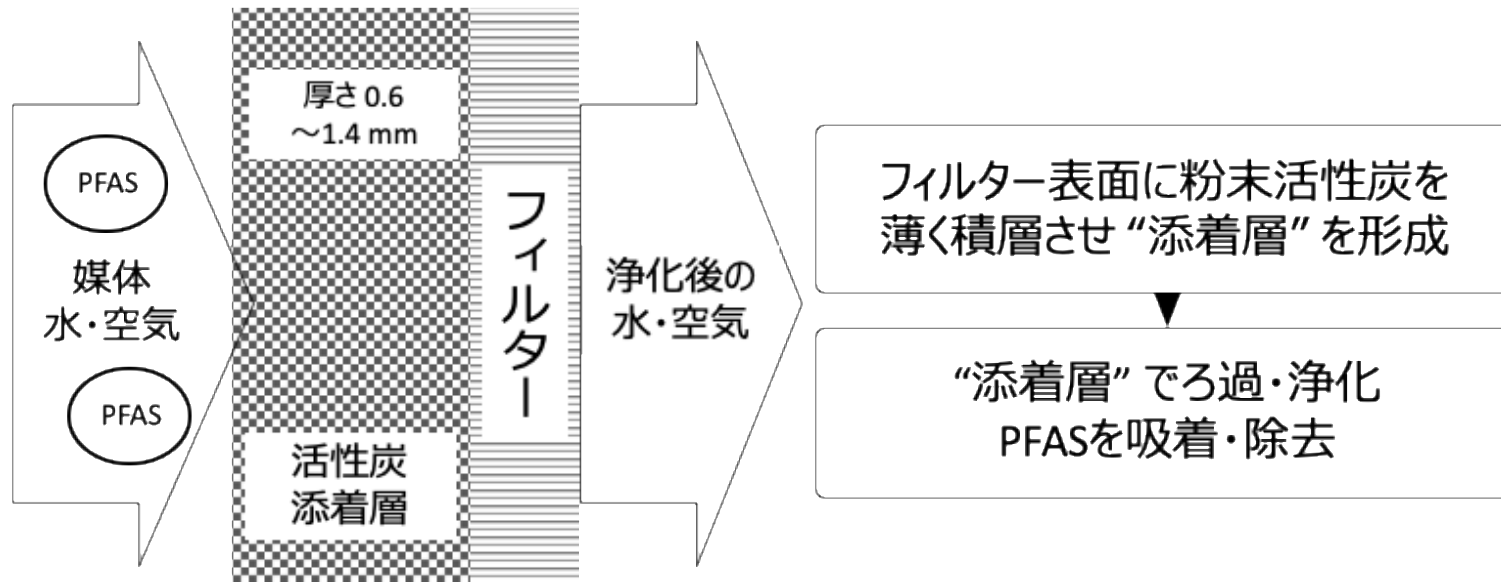 PFAS
媒体
水・空気
PFAS
厚さ 0.6
～1.4 mm
活性炭
添着層
フィルター
浄化後の
水・空気
フィルター表面に粉末活性炭を
薄く積層させ “添着層” を形成
“添着層” でろ過・浄化
PFASを吸着・除去